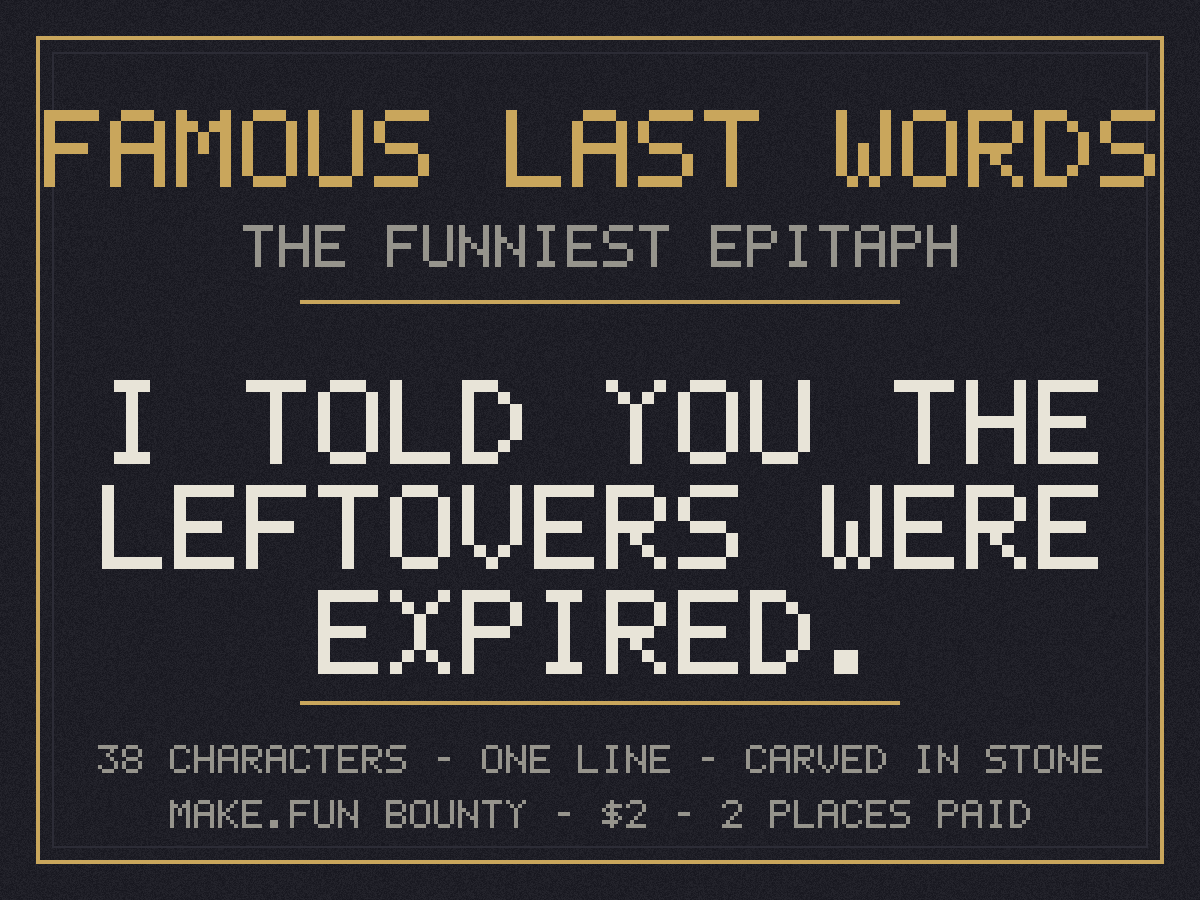 FAMOUS LAST WORDS
THE FUNNIEST EPITAPH
I TOLD YOU THE
LEFTOVERS WERE
EXPIRED.
38 CHARACTERS - ONE LINE - CARVED IN STONE
MAKE.FUN BOUNTY - $2 - 2 PLACES PAID